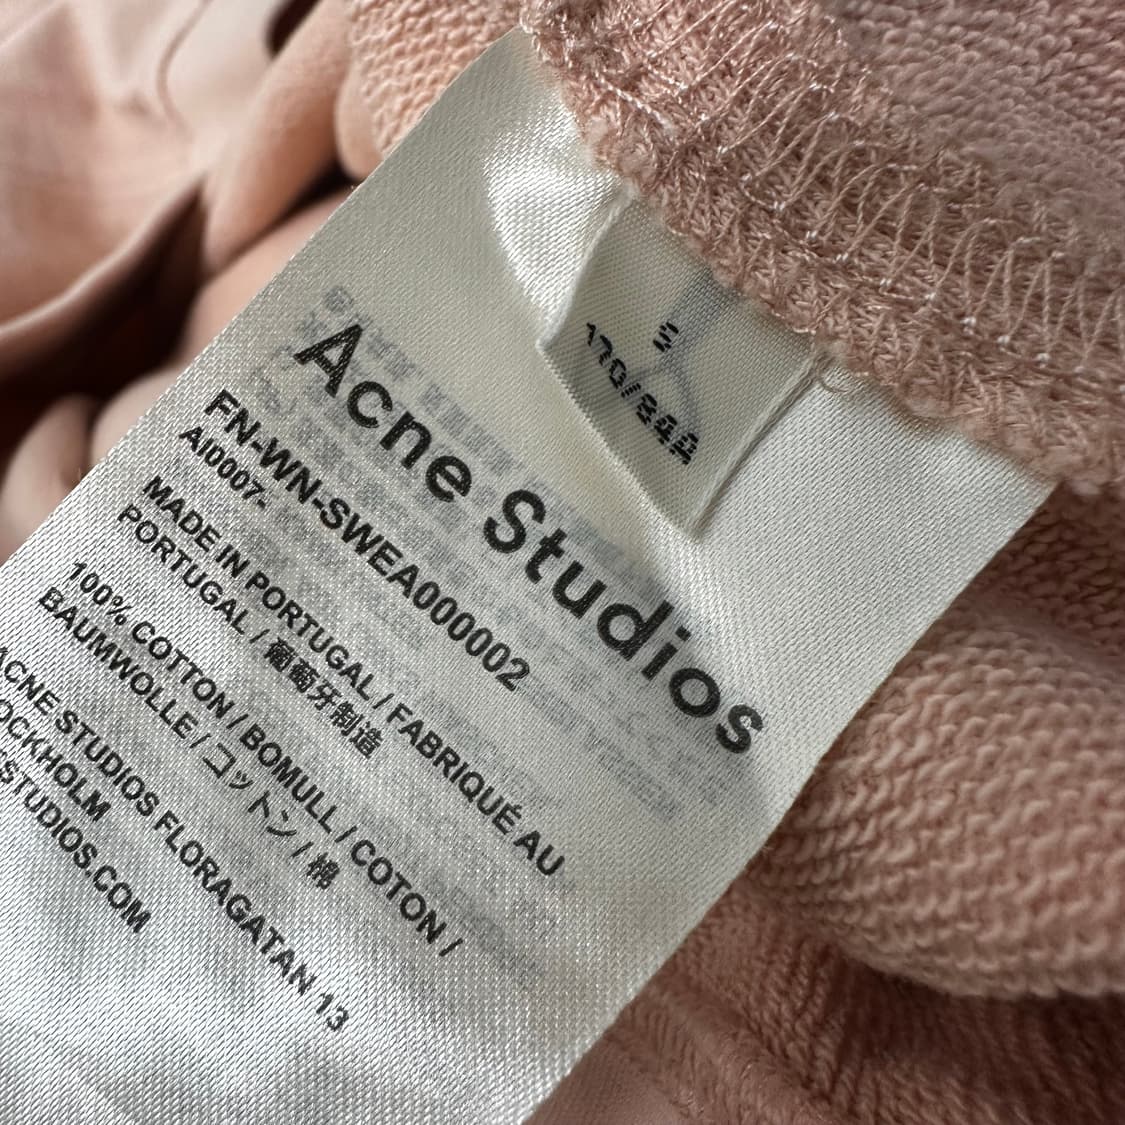 S
170/84A
Acne Studios
FN-WN-SWEA000002
AI0007-
MADE IN PORTUGAL / FABRIQUÉ AU
PORTUGAL / 葡萄牙制造
100% COTTON / BOMULL / COTON /
BAUMWOLLE / コットン / 棉
ACNE STUDIOS FLORAGATAN 13
OCKHOLM
STUDIOS.COM